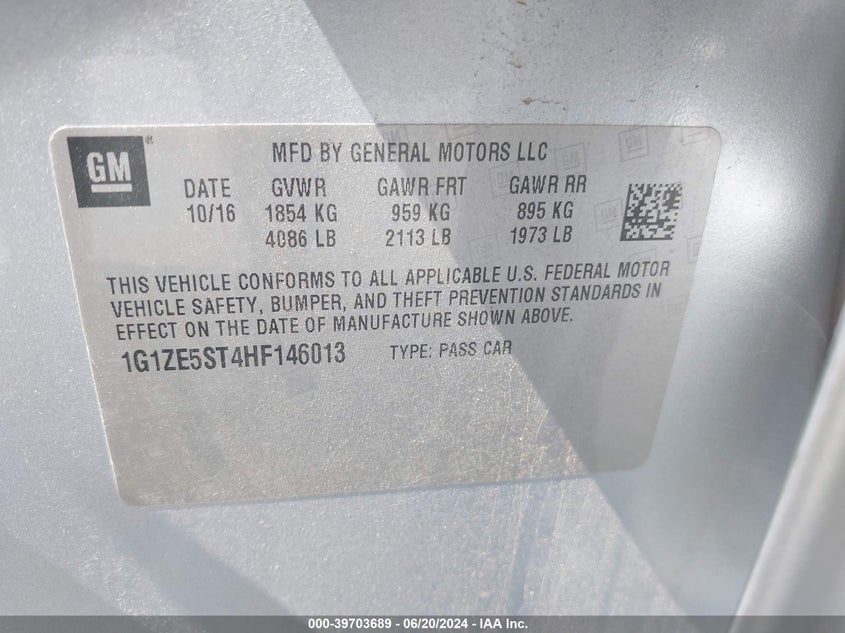 GM
MFD BY GENERAL MOTORS LLC
DATE GVWR GAWR FRT GAWR RR
10/16 1854 KG 959 KG 895 KG
4086 LB 2113 LB 1973 LB
THIS VEHICLE CONFORMS TO ALL APPLICABLE U.S. FEDERAL MOTOR
VEHICLE SAFETY, BUMPER, AND THEFT PREVENTION STANDARDS IN
EFFECT ON THE DATE OF MANUFACTURE SHOWN ABOVE.
1G1ZE5ST4HF146013 TYPE: PASS CAR
000-39703689 - 06/20/2024 - IAA Inc.